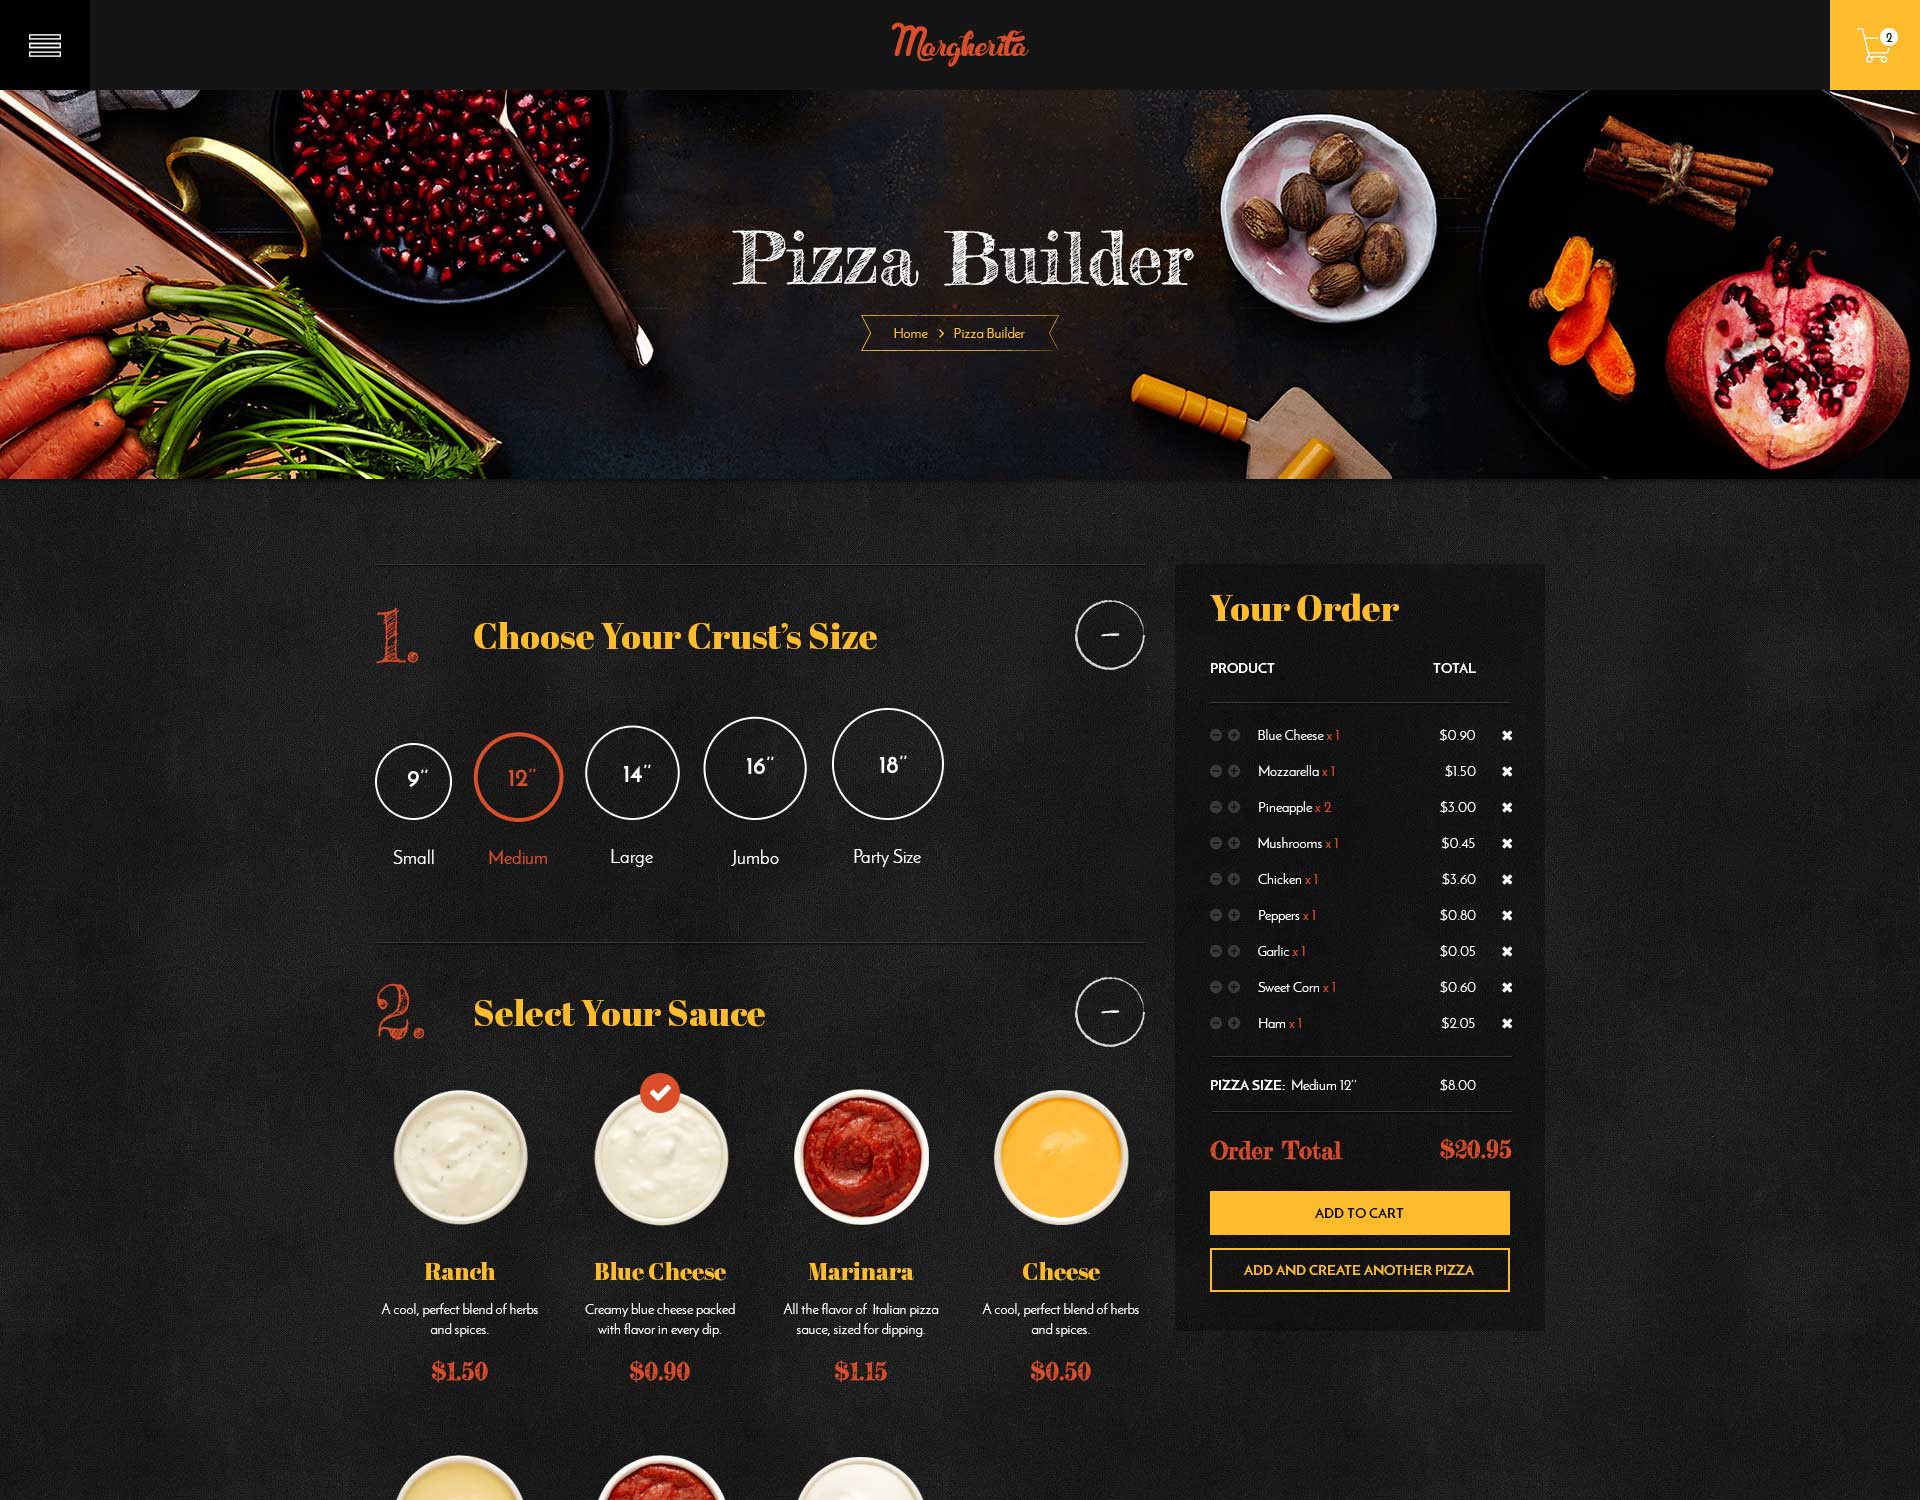 Margherita
2
Pizza Builder
Home > Pizza Builder
1.
Choose Your Crust's Size
9''
12''
14''
16''
18''
Small
Medium
Large
Jumbo
Party Size
2.
Select Your Sauce
Ranch
A cool, perfect blend of herbs
and spices.
$1.50
Blue Cheese
Creamy blue cheese packed
with flavor in every dip.
$0.90
Marinara
All the flavor of Italian pizza
sauce, sized for dipping.
$1.15
Cheese
A cool, perfect blend of herbs
and spices.
$0.50
Your Order
PRODUCT TOTAL
Blue Cheese x 1 $0.90
Mozzarella x 1 $1.50
Pineapple x 2 $3.00
Mushrooms x 1 $0.45
Chicken x 1 $3.60
Peppers x 1 $0.80
Garlic x 1 $0.05
Sweet Corn x 1 $0.60
Ham x 1 $2.05
PIZZA SIZE: Medium 12'' $8.00
Order Total $20.95
ADD TO CART
ADD AND CREATE ANOTHER PIZZA